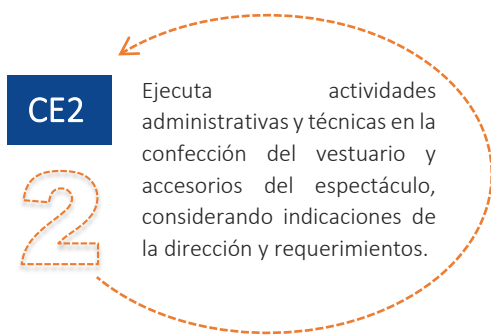 CE2
2
Ejecuta actividades
administrativas y técnicas en la
confección del vestuario y
accesorios del espectáculo,
considerando indicaciones de
la dirección y requerimientos.